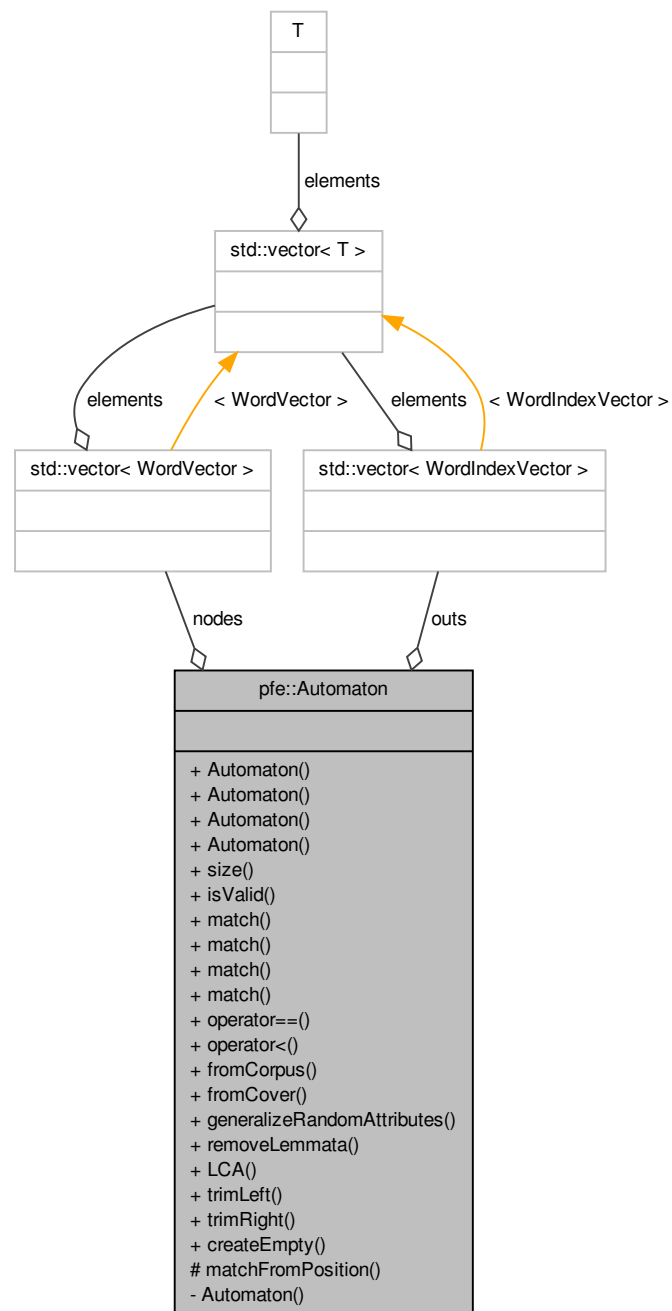 T
elements
std::vector< T >
elements
< WordVector >
elements
< WordIndexVector >
std::vector< WordVector >
std::vector< WordIndexVector >
nodes
outs
pfe::Automaton
+ Automaton()
+ Automaton()
+ Automaton()
+ Automaton()
+ size()
+ isValid()
+ match()
+ match()
+ match()
+ match()
+ operator==()
+ operator<()
+ fromCorpus()
+ fromCover()
+ generalizeRandomAttributes()
+ removeLemmata()
+ LCA()
+ trimLeft()
+ trimRight()
+ createEmpty()
# matchFromPosition()
- Automaton()